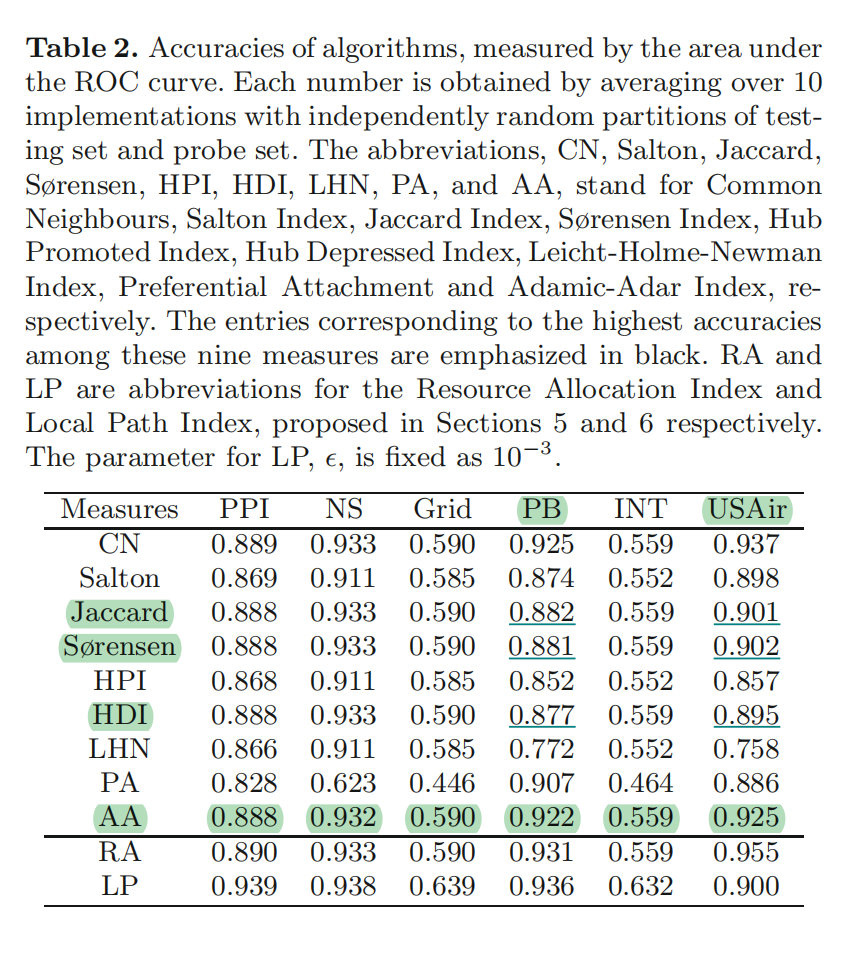 Table 2. Accuracies of algorithms, measured by the area under
the ROC curve. Each number is obtained by averaging over 10
implementations with independently random partitions of test-
ing set and probe set. The abbreviations, CN, Salton, Jaccard,
Sørensen, HPI, HDI, LHN, PA, and AA, stand for Common
Neighbours, Salton Index, Jaccard Index, Sørensen Index, Hub
Promoted Index, Hub Depressed Index, Leicht-Holme-Newman
Index, Preferential Attachment and Adamic-Adar Index, re-
spectively. The entries corresponding to the highest accuracies
among these nine measures are emphasized in black. RA and
LP are abbreviations for the Resource Allocation Index and
Local Path Index, proposed in Sections 5 and 6 respectively.
The parameter for LP, ϵ, is fixed as 10⁻³.
Measures PPI NS Grid PB INT USAir
CN 0.889 0.933 0.590 0.925 0.559 0.937
Salton 0.869 0.911 0.585 0.874 0.552 0.898
Jaccard 0.888 0.933 0.590 0.882 0.559 0.901
Sørensen 0.888 0.933 0.590 0.881 0.559 0.902
HPI 0.868 0.911 0.585 0.852 0.552 0.857
HDI 0.888 0.933 0.590 0.877 0.559 0.895
LHN 0.866 0.911 0.585 0.772 0.552 0.758
PA 0.828 0.623 0.446 0.907 0.464 0.886
AA 0.888 0.932 0.590 0.922 0.559 0.925
RA 0.890 0.933 0.590 0.931 0.559 0.955
LP 0.939 0.938 0.639 0.936 0.632 0.900